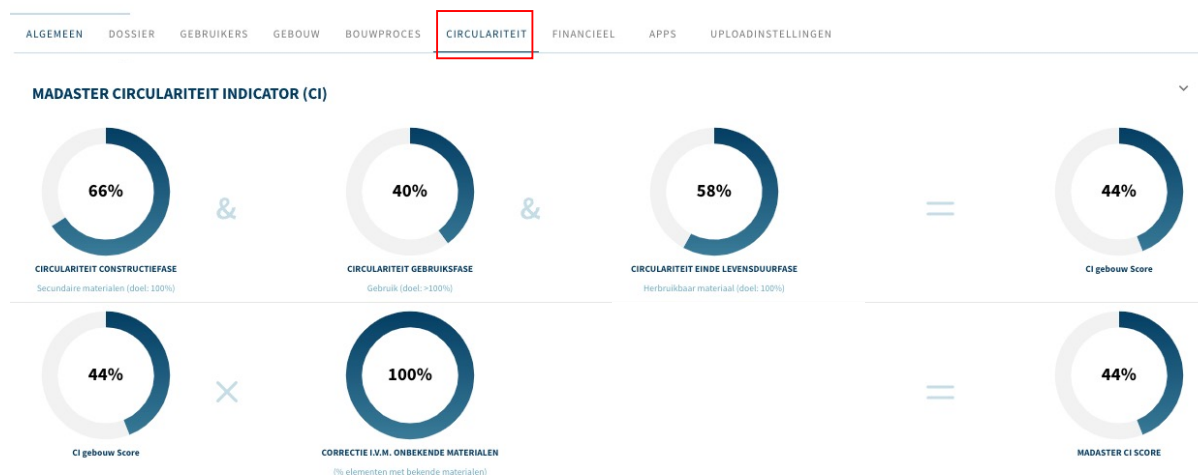 ALGEMEEN DOSSIER GEBRUIKERS GEBOUW BOUWPROCES CIRCULARITEIT FINANCIEEL APPS UPLOADINSTELLINGEN
MADASTER CIRCULARITEIT INDICATOR (CI)
66% & 40% & 58% = 44%
CIRCULARITEIT CONSTRUCTIEFASE CIRCULARITEIT GEBRUIKSFASE CIRCULARITEIT EINDE LEVENSDUURFASE CI gebouw Score
Secundaire materialen (doel: 100%) Gebruik (doel: >100%) Herbruikbaar materiaal (doel: 100%)
44% × 100% = 44%
CI gebouw Score CORRECTIE I.V.M. ONBEKENDE MATERIALEN MADASTER CI SCORE
(% elementen met bekende materialen)